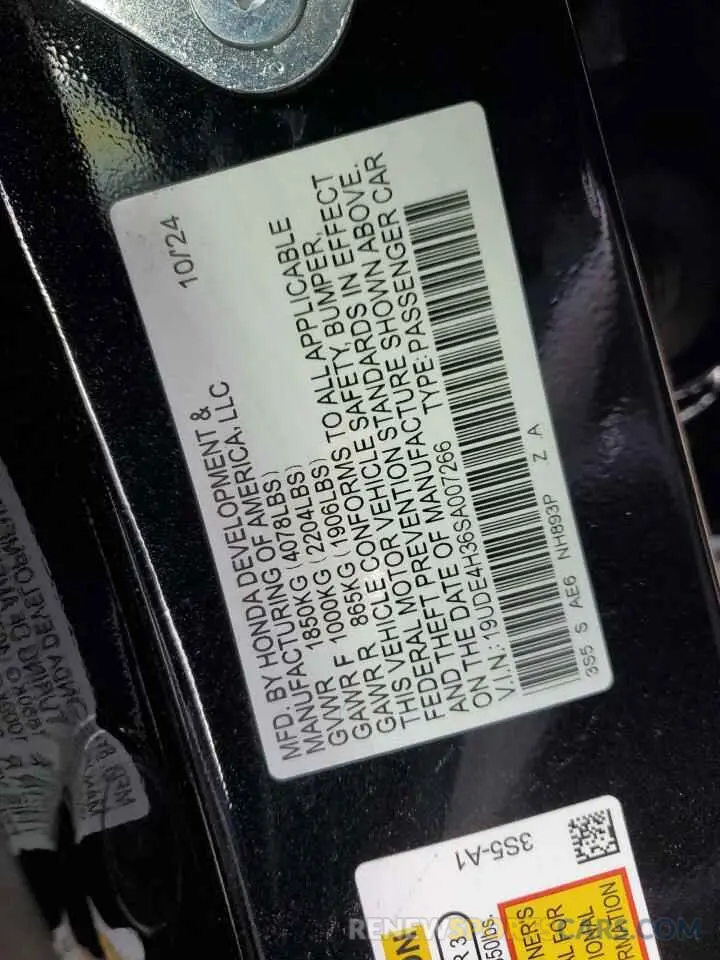 10/24
MFD. BY HONDA DEVELOPMENT &
MANUFACTURING OF AMERICA, LLC
GVWR 1850KG (4078LBS)
GAWR F 1000KG (2204LBS)
GAWR R 865KG (1906LBS)
THIS VEHICLE CONFORMS TO ALL APPLICABLE
FEDERAL MOTOR VEHICLE SAFETY, BUMPER,
AND THEFT PREVENTION STANDARDS IN EFFECT
ON THE DATE OF MANUFACTURE SHOWN ABOVE.
V.I.N.: 19UDE4H36SA007266 TYPE: PASSENGER CAR
3S5 S AE6 NH893P Z A
3S5-A1
RENEWSPORTSCARS.COM